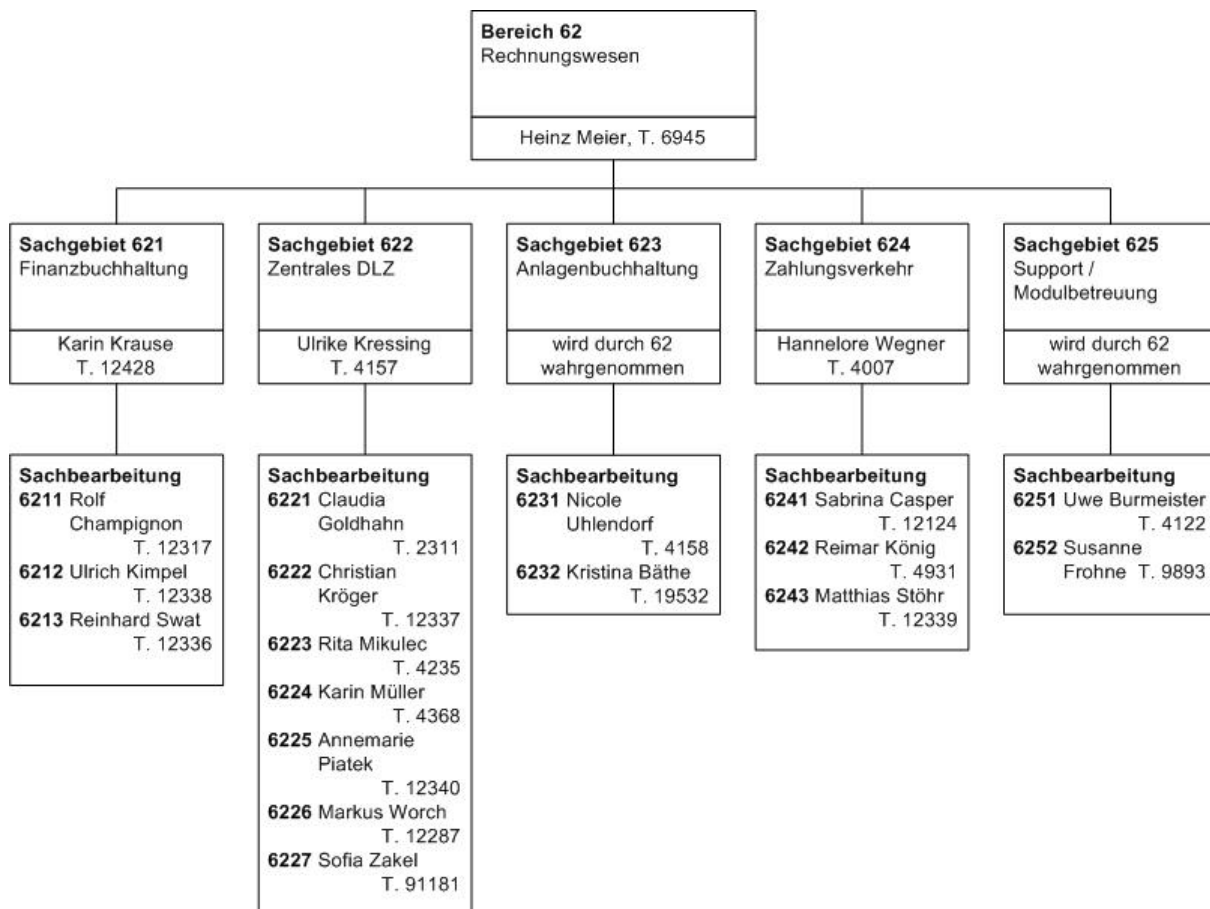 Bereich 62
Rechnungswesen
Heinz Meier, T. 6945
Sachgebiet 621
Finanzbuchhaltung
Karin Krause
T. 12428
Sachgebiet 622
Zentrales DLZ
Ulrike Kressing
T. 4157
Sachgebiet 623
Anlagenbuchhaltung
wird durch 62
wahrgenommen
Sachgebiet 624
Zahlungsverkehr
Hannelore Wegner
T. 4007
Sachgebiet 625
Support /
Modulbetreuung
wird durch 62
wahrgenommen
Sachbearbeitung
6211 Rolf
Champignon
T. 12317
6212 Ulrich Kimpel
T. 12338
6213 Reinhard Swat
T. 12336
Sachbearbeitung
6221 Claudia
Goldhahn
T. 2311
6222 Christian
Kröger
T. 12337
6223 Rita Mikulec
T. 4235
6224 Karin Müller
T. 4368
6225 Annemarie
Piatek
T. 12340
6226 Markus Worch
T. 12287
6227 Sofia Zakel
T. 91181
Sachbearbeitung
6231 Nicole
Uhlendorf
T. 4158
6232 Kristina Bäthe
T. 19532
Sachbearbeitung
6241 Sabrina Casper
T. 12124
6242 Reimar König
T. 4931
6243 Matthias Stöhr
T. 12339
Sachbearbeitung
6251 Uwe Burmeister
T. 4122
6252 Susanne
Frohne T. 9893